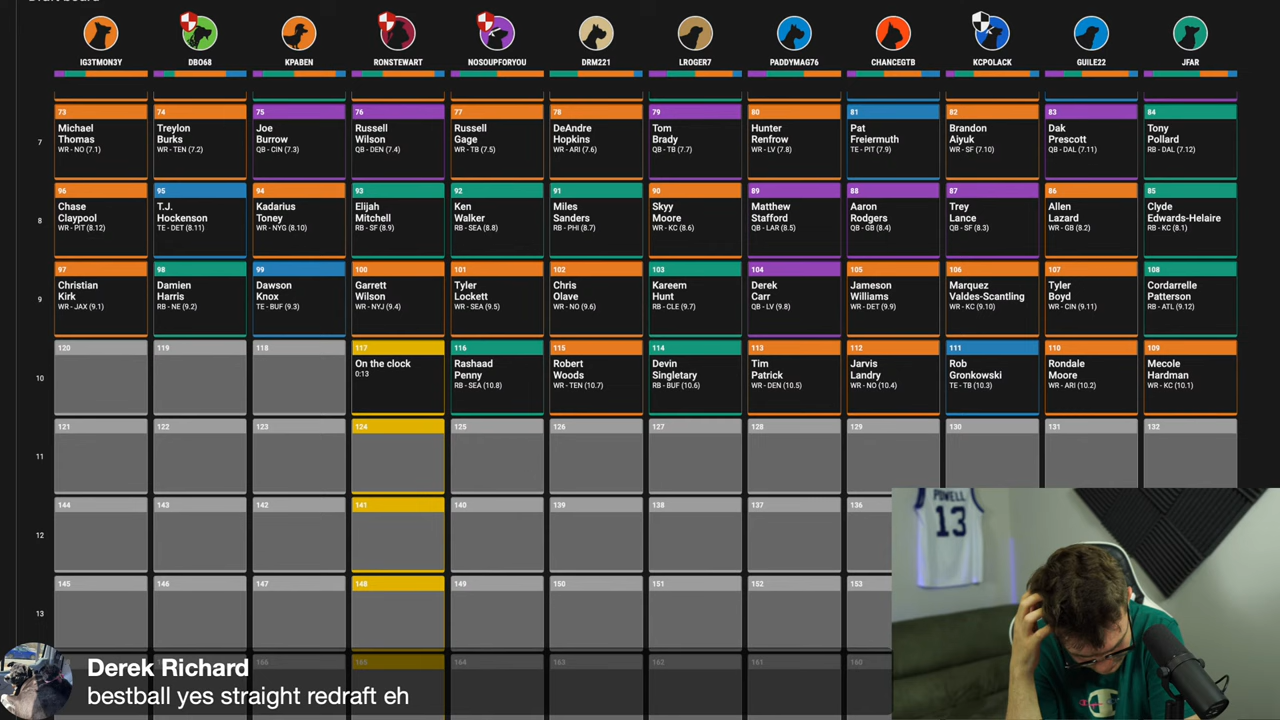 IG3TMON3Y DBO68 KPABEN RONSTEWART NOSOUPFORYOU DRM221 LROGER7 PADDYMAG76 CHANCEGTB KCPOLACK GUILE22 JFAR
73 74 75 76 77 78 79 80 81 82 83 84
Michael Treylon Joe Russell Russell DeAndre Tom Hunter Pat Brandon Dak Tony
7 Thomas Burks Burrow Wilson Gage Hopkins Brady Renfrow Freiermuth Aiyuk Prescott Pollard
WR - NO (7.1) WR - TEN (7.2) QB - CIN (7.3) QB - DEN (7.4) WR - TB (7.5) WR - ARI (7.6) QB - TB (7.7) WR - LV (7.8) TE - PIT (7.9) WR - SF (7.10) QB - DAL (7.11) RB - DAL (7.12)
96 95 94 93 92 91 90 89 88 87 86 85
Chase T.J. Kadarius Elijah Ken Miles Skyy Matthew Aaron Trey Allen Clyde
8 Claypool Hockenson Toney Mitchell Walker Sanders Moore Stafford Rodgers Lance Lazard Edwards-Helaire
WR - PIT (8.12) TE - DET (8.11) WR - NYG (8.10) RB - SF (8.9) RB - SEA (8.8) RB - PHI (8.7) WR - KC (8.6) QB - LAR (8.5) QB - GB (8.4) QB - SF (8.3) WR - GB (8.2) RB - KC (8.1)
97 98 99 100 101 102 103 104 105 106 107 108
Christian Damien Dawson Garrett Tyler Chris Kareem Derek Jameson Marquez Tyler Cordarrelle
9 Kirk Harris Knox Wilson Lockett Olave Hunt Carr Williams Valdes-Scantling Boyd Patterson
WR - JAX (9.1) RB - NE (9.2) TE - BUF (9.3) WR - NYJ (9.4) WR - SEA (9.5) WR - NO (9.6) RB - CLE (9.7) QB - LV (9.8) WR - DET (9.9) WR - KC (9.10) WR - CIN (9.11) RB - ATL (9.12)
120 119 118 117 116 115 114 113 112 111 110 109
On the clock Rashaad Robert Devin Tim Jarvis Rob Rondale Mecole
10 0:13 Penny Woods Singletary Patrick Landry Gronkowski Moore Hardman
RB - SEA (10.8) WR - TEN (10.7) RB - BUF (10.6) WR - DEN (10.5) WR - NO (10.4) TE - TB (10.3) WR - ARI (10.2) WR - KC (10.1)
121 122 123 124 125 126 127 128 129 130 131 132
11
144 143 142 141 140 139 138 137 136
12
145 146 147 148 149 150 151 152 153
13
166 165 164 163 162 161 160
POWELL
13
Derek Richard
bestball yes straight redraft eh